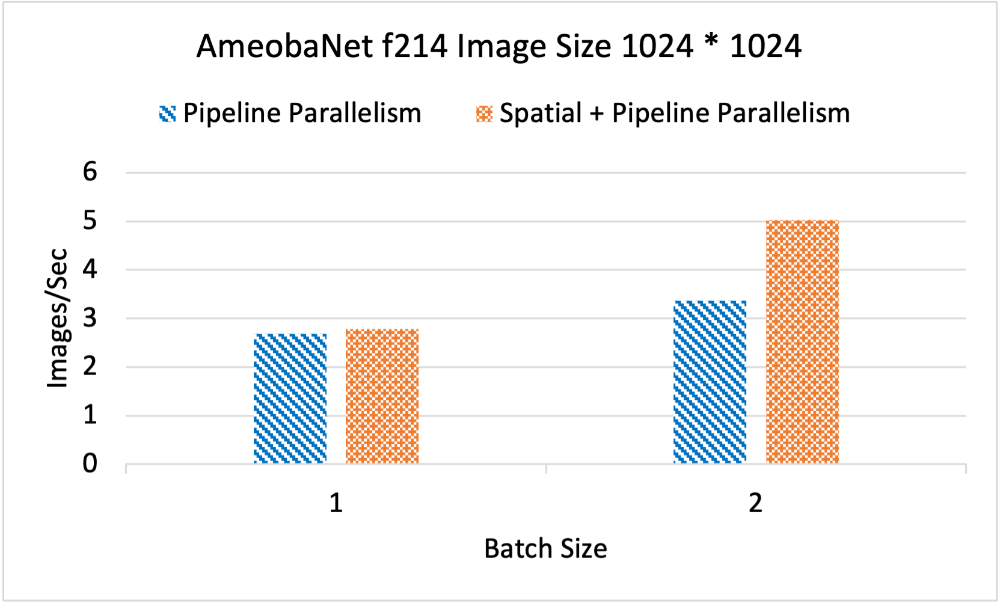 AmeobaNet f214 Image Size 1024 * 1024
Pipeline Parallelism
Spatial + Pipeline Parallelism
6
5
4
3
2
1
0
Images/Sec
1
2
Batch Size